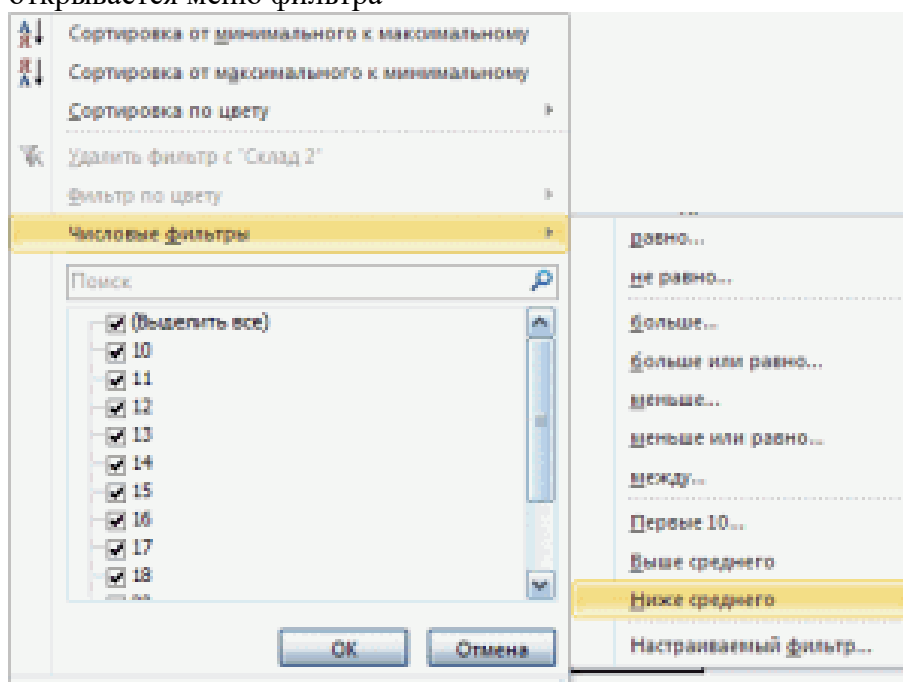 открывается меню фильтра
Сортировка от минимального к максимальному
Сортировка от максимального к минимальному
Сортировка по цвету
Удалить фильтр с "Склад 2"
Фильтр по цвету
Числовые фильтры
Поиск
(Выделить все)
10
11
12
13
14
15
16
17
18
ОК Отмена
равно...
не равно...
больше...
больше или равно...
меньше...
меньше или равно...
между...
Первые 10...
Выше среднего
Ниже среднего
Настраиваемый фильтр...